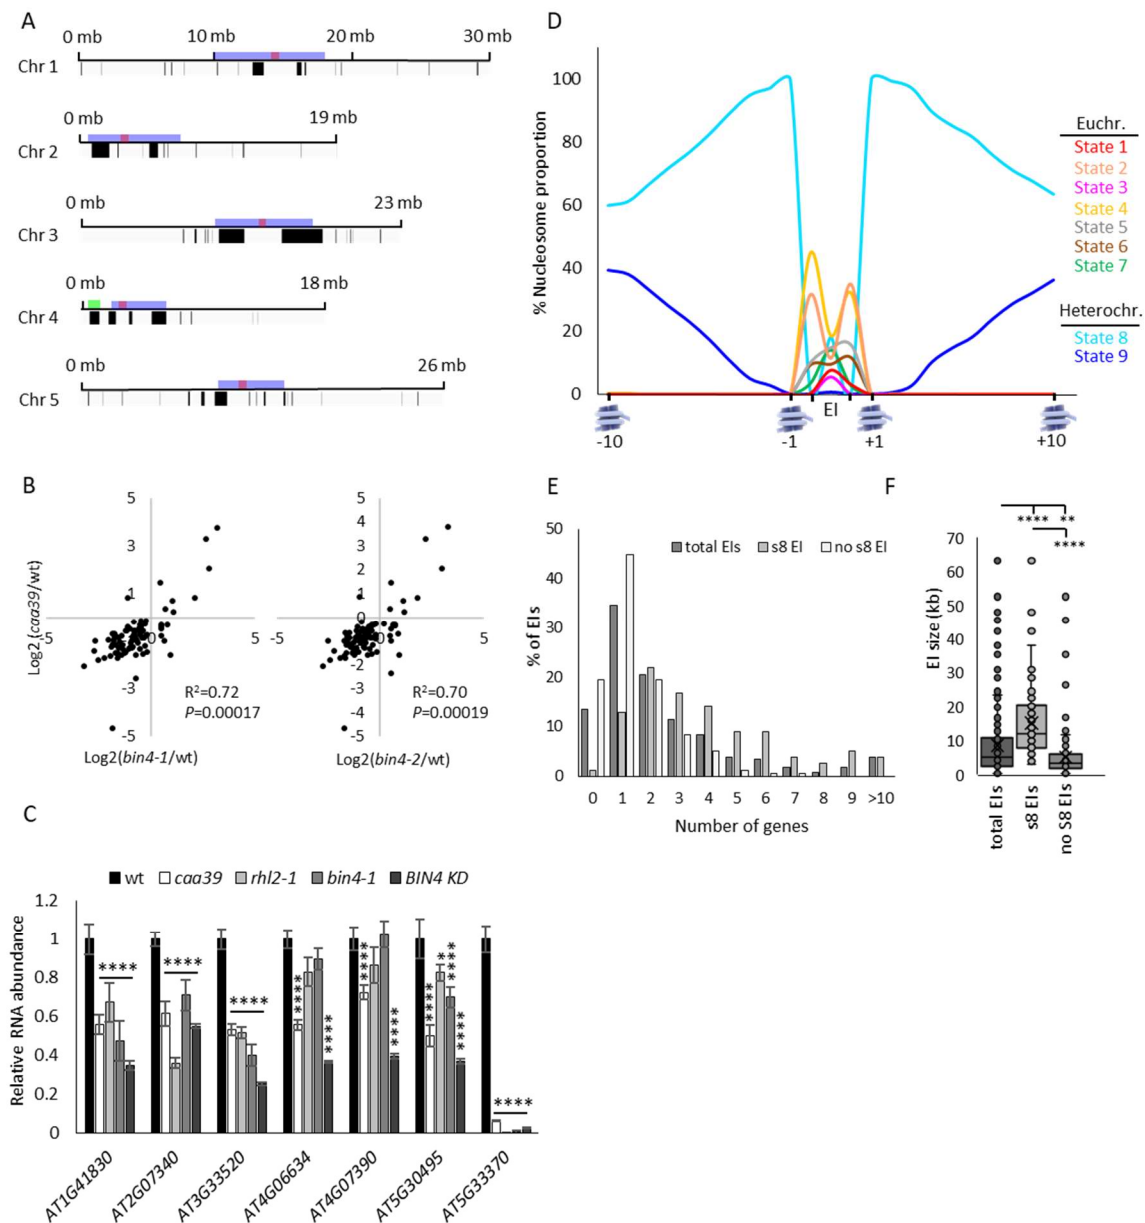 A
0 mb 10 mb 20 mb 30 mb
Chr 1
0 mb 19 mb
Chr 2
0 mb 23 mb
Chr 3
0 mb 18 mb
Chr 4
0 mb 26 mb
Chr 5
D
% Nucleosome proportion
100
80
60
40
20
0
-10 -1 EI +1 +10
Euchr.
State 1
State 2
State 3
State 4
State 5
State 6
State 7
Heterochr.
State 8
State 9
B
Log2(caa39/wt)
5
3
1
-5 0 5
-3
-5
R²=0.72
P=0.00017
Log2(bin4-1/wt)
5
4
3
2
1
0
-5 0 5
-2
-3
-4
-5
R²=0.70
P=0.00019
Log2(bin4-2/wt)
E
% of EIs
50
40
30
20
10
0
total EIs s8 EI no s8 EI
0 1 2 3 4 5 6 7 8 9 >10
Number of genes
F
**** **
****
EI size (kb)
70
60
50
40
30
20
10
0
total EIs
s8 EIs
no S8 EIs
C
wt caa39 rhl2-1 bin4-1 BIN4 KD
Relative RNA abundance
1.2
1
0.8
0.6
0.4
0.2
0
****
****
****
****
****
****
****
****
*
****
****
****
AT1G41830
AT2G07340
AT3G33520
AT4G06634
AT4G07390
AT5G30495
AT5G33370